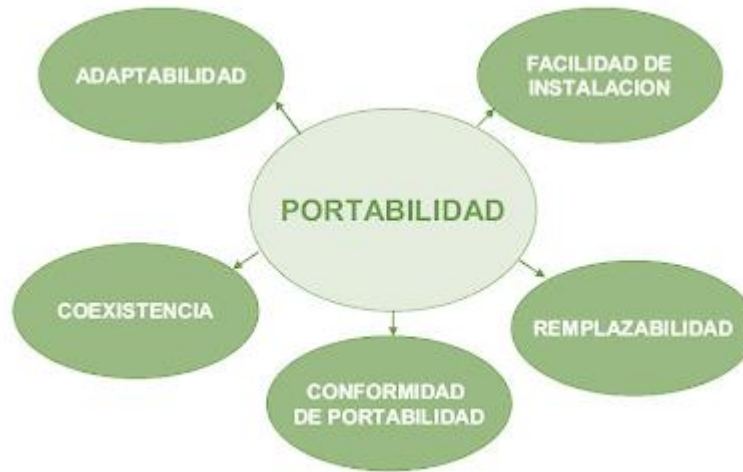 ADAPTABILIDAD
FACILIDAD DE
INSTALACION
PORTABILIDAD
COEXISTENCIA
REMPLAZABILIDAD
CONFORMIDAD
DE PORTABILIDAD